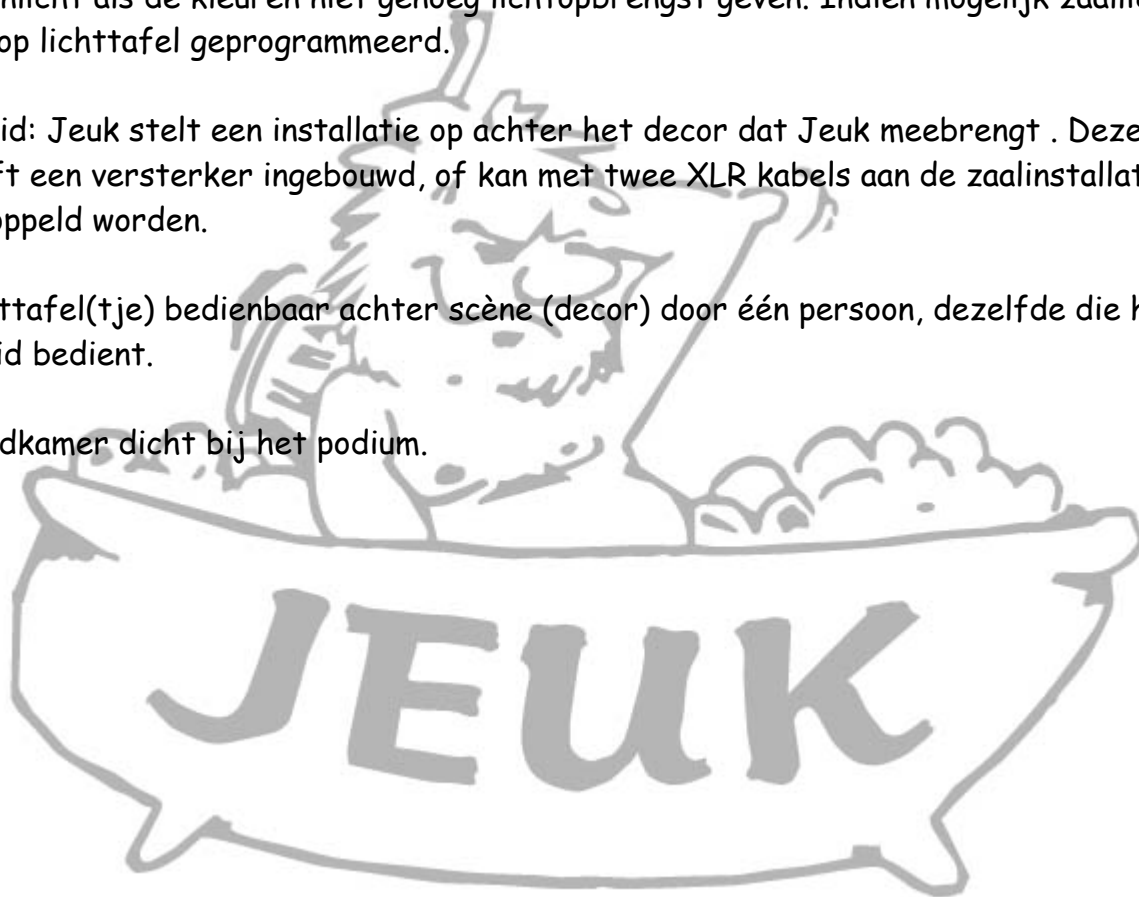 als de kleuren niet genoeg lichtopbrengst geven. Indien mogelijk
op lichttafel geprogrammeerd.
id: Jeuk stelt een installatie op achter het decor dat Jeuk meebrengt . Deze
ft een versterker ingebouwd, of kan met twee XLR kabels aan de zaalinstallat
oppeld worden.
ttafel(tje) bedienbaar achter scène (decor) door één persoon, dezelfde die h
id bedient.
dkamer dicht bij het podium.
JEUK